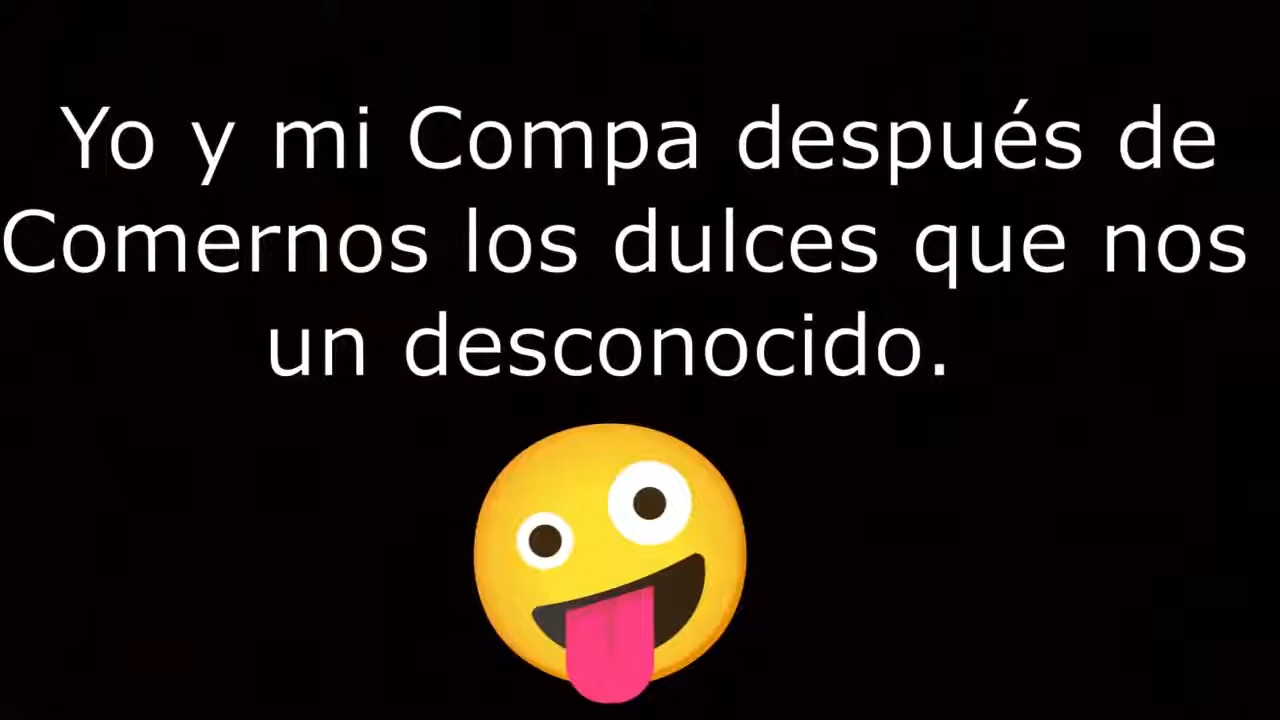 Yo y mi Compa después de
Comernos los dulces que nos
un desconocido.